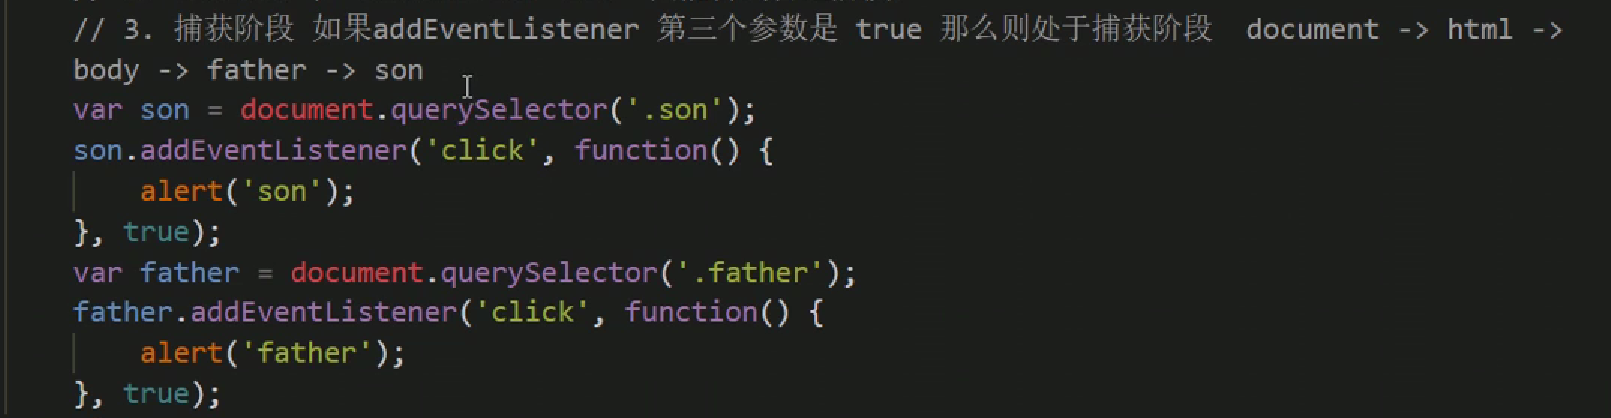 // 3. 捕获阶段 如果addEventListener 第三个参数是 true 那么则处于捕获阶段  document -> html ->
body -> father -> son
var son = document.querySelector('.son');
son.addEventListener('click', function() {
    alert('son');
}, true);
var father = document.querySelector('.father');
father.addEventListener('click', function() {
    alert('father');
}, true);